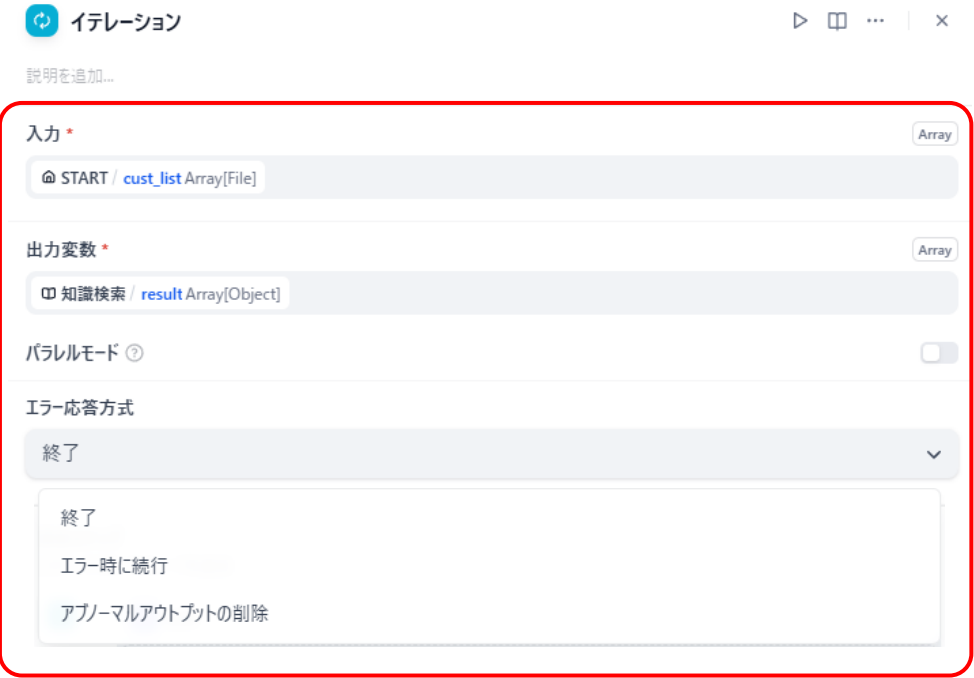 イテレーション
説明を追加...
入力 *
Array
START / cust_list Array[File]
出力変数 *
Array
知識検索 / result Array[Object]
パラレルモード ?
エラー応答方式
終了
終了
エラー時に続行
アブノーマルアウトプットの削除